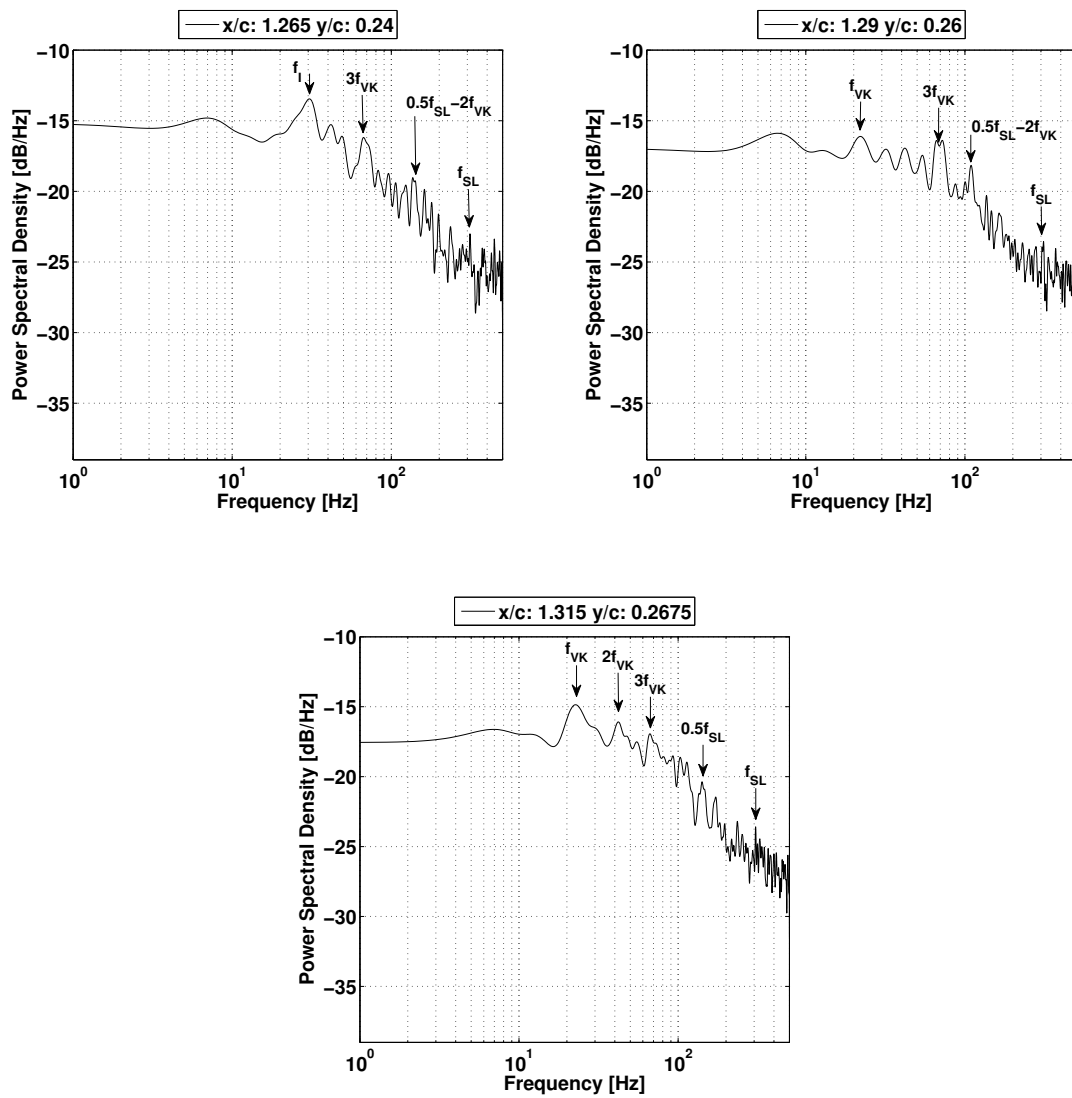 x/c: 1.265 y/c: 0.24
Power Spectral Density [dB/Hz]
−10
−15
−20
−25
−30
−35
f_I
3f_VK
0.5f_SL−2f_VK
f_SL
10^0 10^1 10^2
Frequency [Hz]
x/c: 1.29 y/c: 0.26
Power Spectral Density [dB/Hz]
−10
−15
−20
−25
−30
−35
f_VK
3f_VK
0.5f_SL−2f_VK
f_SL
10^0 10^1 10^2
Frequency [Hz]
x/c: 1.315 y/c: 0.2675
Power Spectral Density [dB/Hz]
−10
−15
−20
−25
−30
−35
f_VK
2f_VK
3f_VK
0.5f_SL
f_SL
10^0 10^1 10^2
Frequency [Hz]